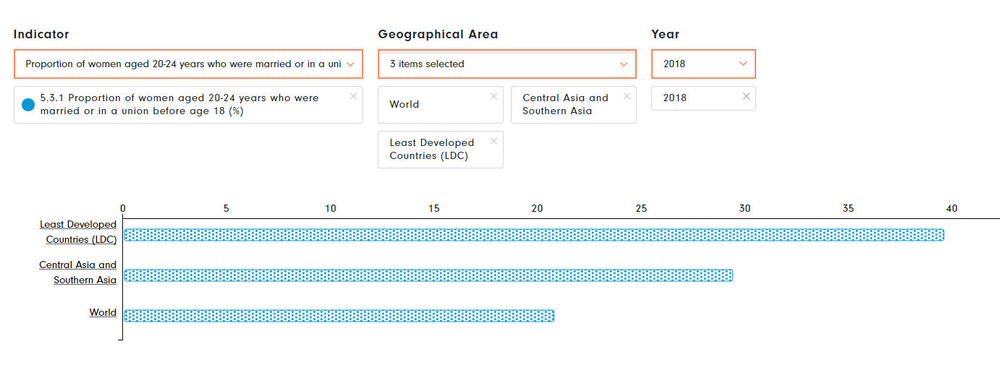 Indicator
Geographical Area
Year
Proportion of women aged 20-24 years who were married or in a uni
3 items selected
2018
5.3.1 Proportion of women aged 20-24 years who were
married or in a union before age 18 (%)
World
Central Asia and
Southern Asia
2018
Least Developed
Countries (LDC)
0 5 10 15 20 25 30 35 40
Least Developed
Countries (LDC)
Central Asia and
Southern Asia
World